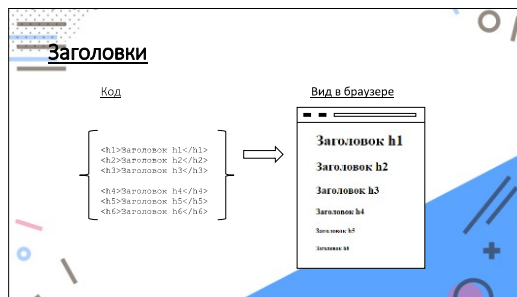 Заголовки
Код
<h1>Заголовок h1</h1>
<h2>Заголовок h2</h2>
<h3>Заголовок h3</h3>
<h4>Заголовок h4</h4>
<h5>Заголовок h5</h5>
<h6>Заголовок h6</h6>
Вид в браузере
Заголовок h1
Заголовок h2
Заголовок h3
Заголовок h4
Заголовок h5
Заголовок h6